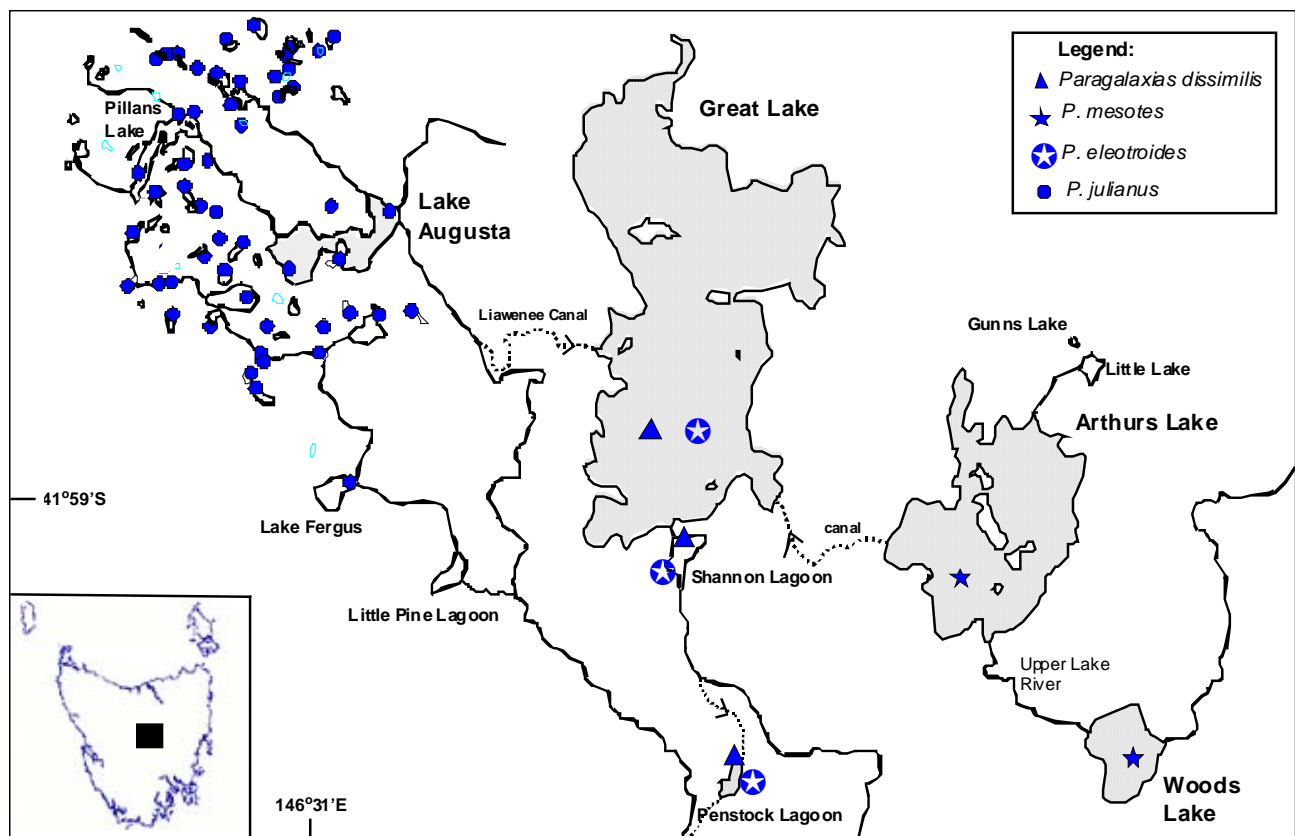 Legend:
Paragalaxias dissimilis
P. mesotes
P. eleotroides
P. julianus
Pillans
Lake
Great Lake
Lake
Augusta
Liawenee Canal
Gunns Lake
Little Lake
Arthurs Lake
41°59'S
Lake Fergus
canal
Shannon Lagoon
Little Pine Lagoon
Upper Lake
River
Woods
Lake
146°31'E
Penstock Lagoon